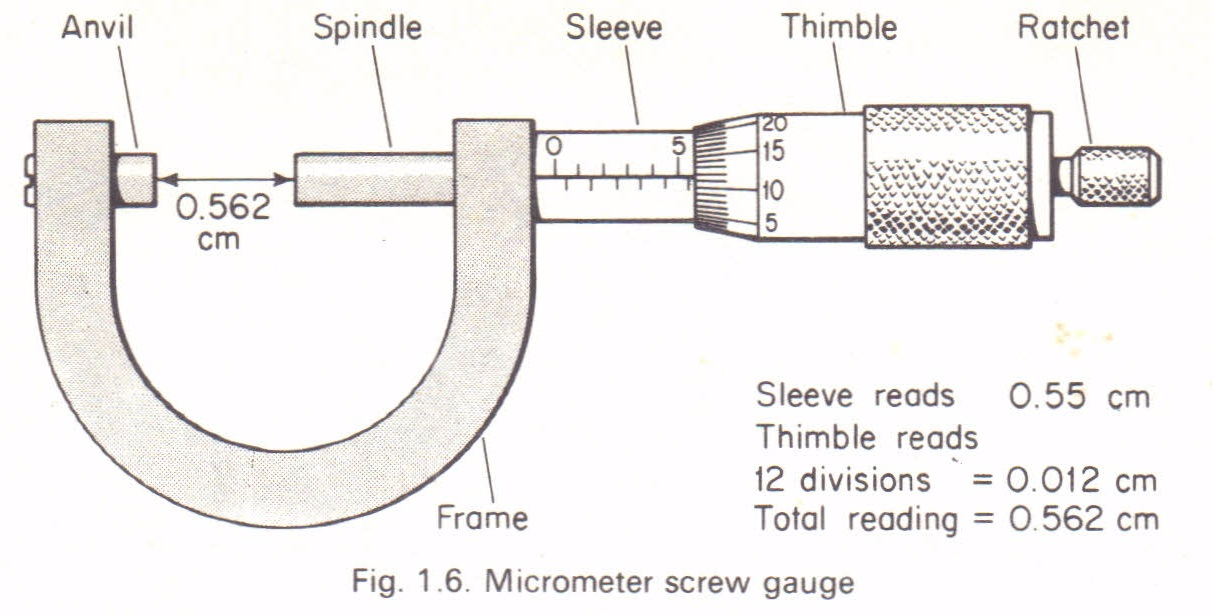 Anvil Spindle Sleeve Thimble Ratchet
0 5
20
15
10
5
0.562
cm
Sleeve reads 0.55 cm
Thimble reads
12 divisions = 0.012 cm
Total reading = 0.562 cm
Frame
Fig. 1.6. Micrometer screw gauge